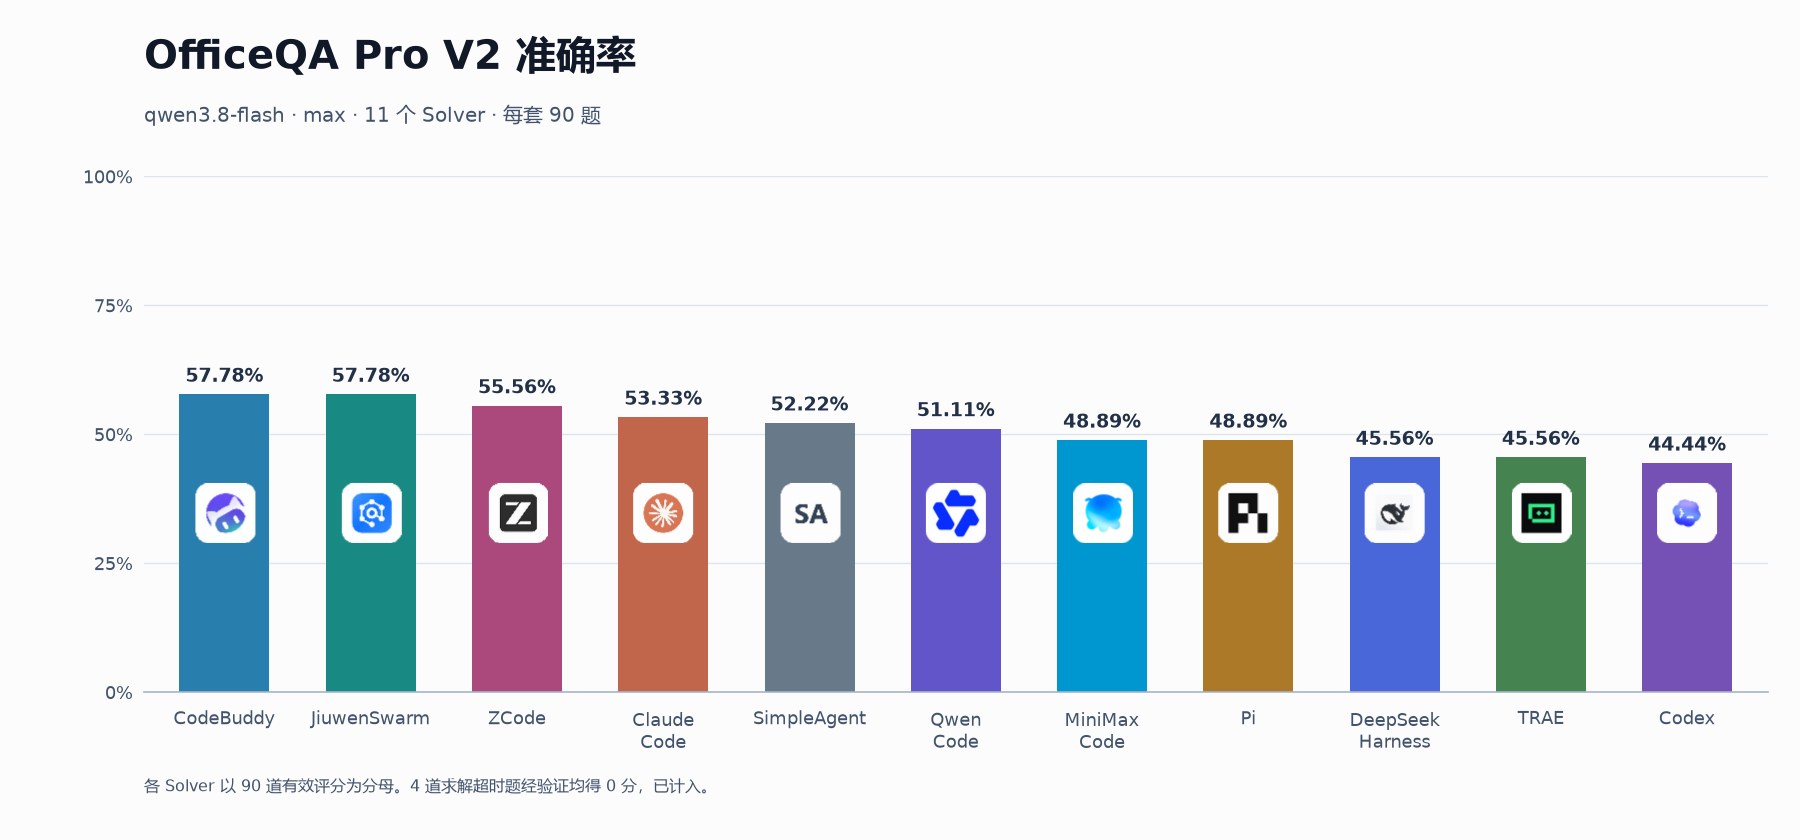 OfficeQA Pro V2 准确率
qwen3.8-flash · max · 11 个 Solver · 每套 90 题
100%
75%
50%
25%
0%
57.78%
57.78%
55.56%
53.33%
52.22%
51.11%
48.89%
48.89%
45.56%
45.56%
44.44%
SA
CodeBuddy
JiuwenSwarm
ZCode
Claude
Code
SimpleAgent
Qwen
Code
MiniMax
Code
Pi
DeepSeek
Harness
TRAE
Codex
各 Solver 以 90 道有效评分为分母。4 道求解超时题经验证均得 0 分，已计入。